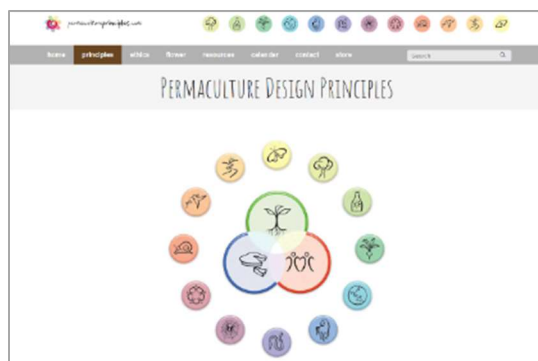 permacultureprinciples.com
home principles ethics flower resources calendar contact store Search
PERMACULTURE DESIGN PRINCIPLES